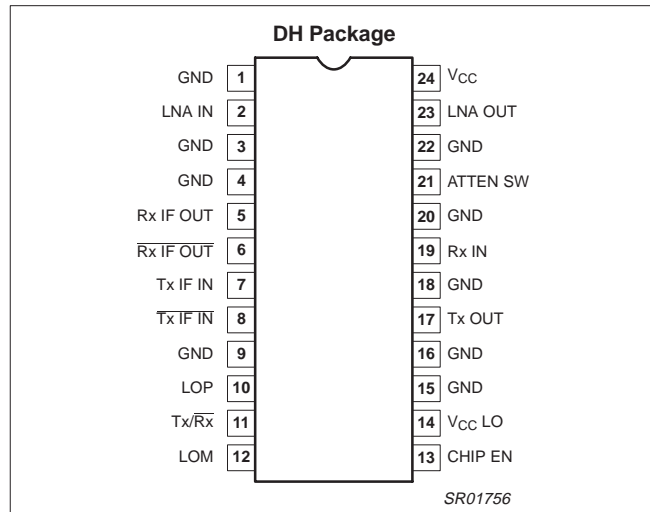 DH Package
GND 1 24 VCC
LNA IN 2 23 LNA OUT
GND 3 22 GND
GND 4 21 ATTEN SW
Rx IF OUT 5 20 GND
Rx IF OUT 6 19 Rx IN
Tx IF IN 7 18 GND
Tx IF IN 8 17 Tx OUT
GND 9 16 GND
LOP 10 15 GND
Tx/Rx 11 14 VCC LO
LOM 12 13 CHIP EN
SR01756